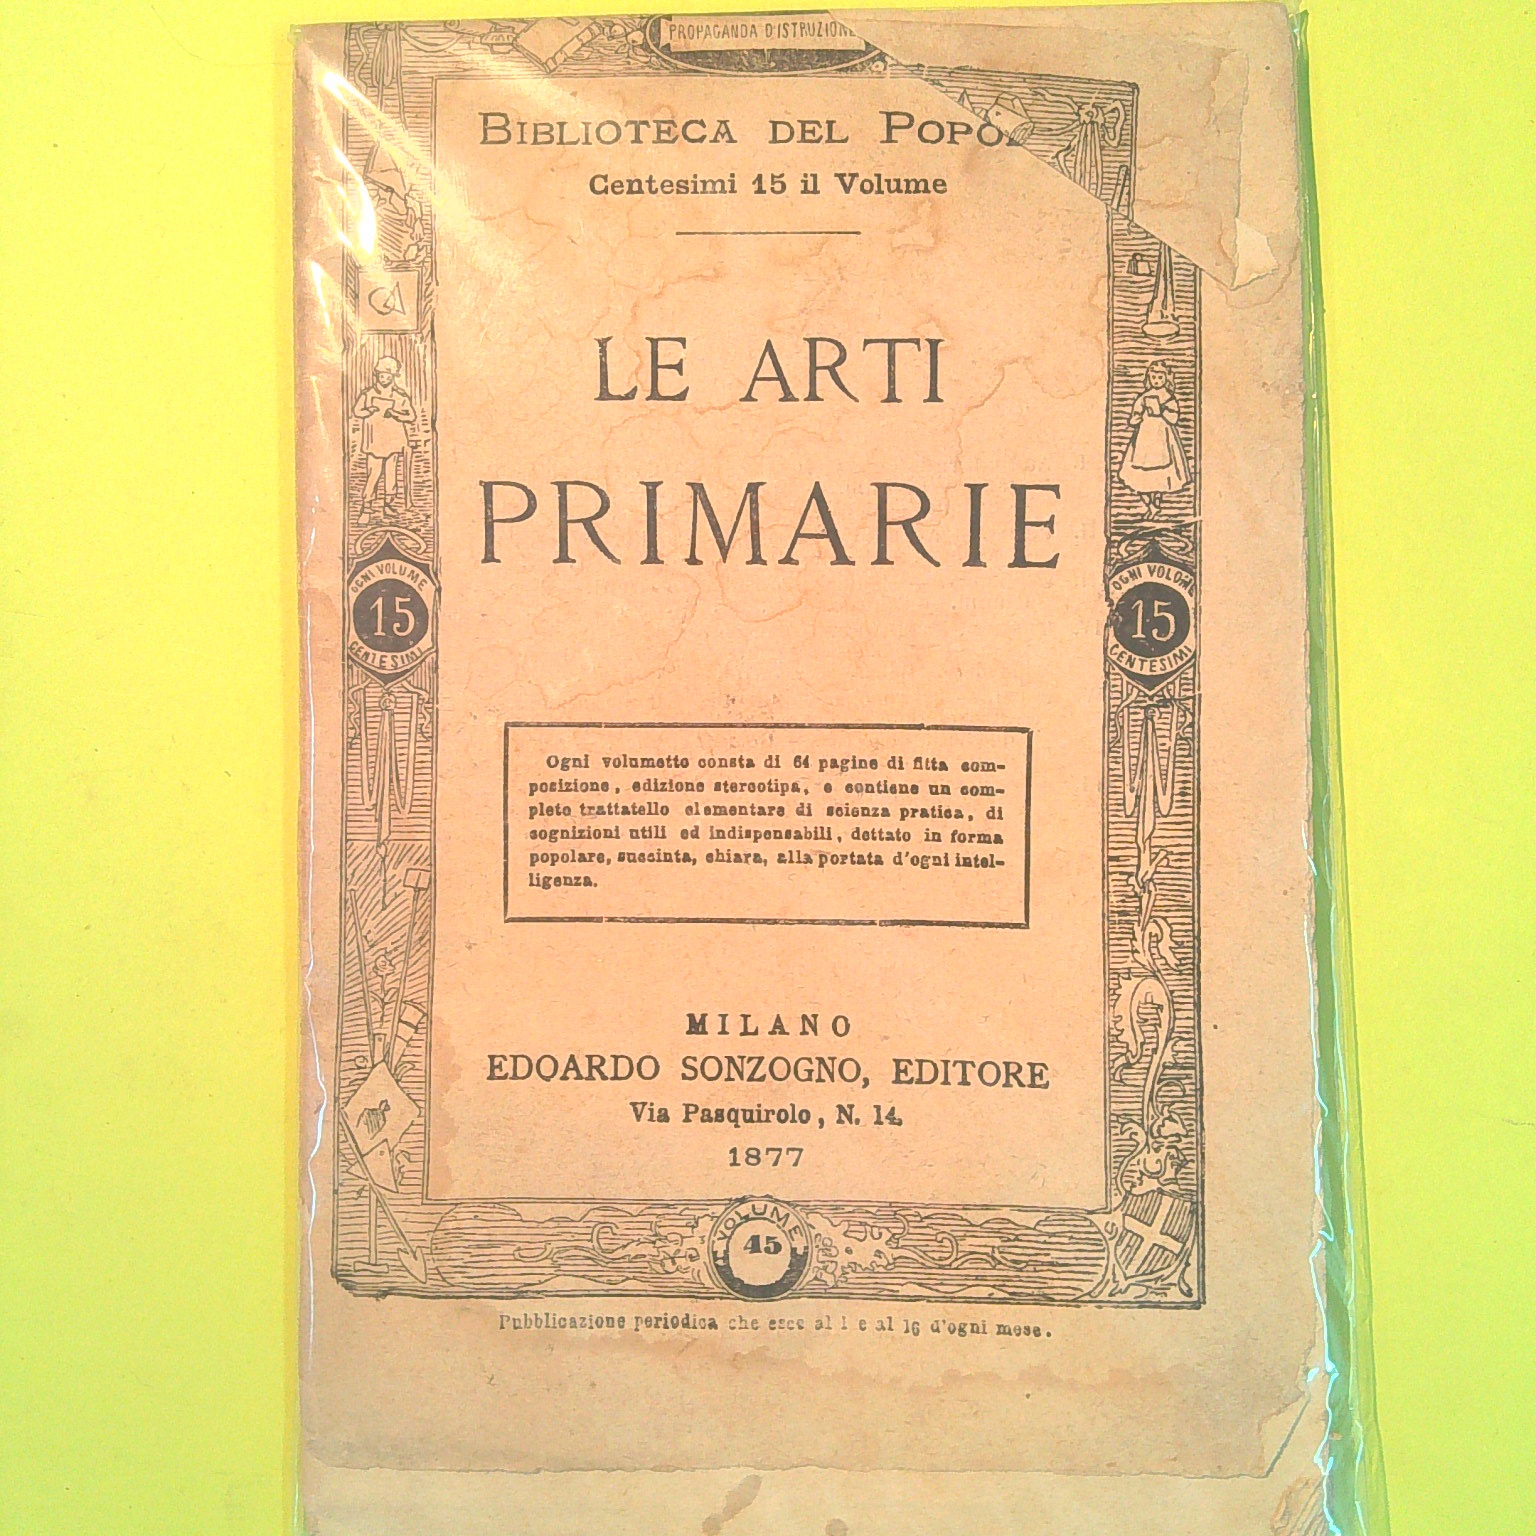 PROPAGANDA D'ISTRUZIONE
BIBLIOTECA DEL POPO
Centesimi 15 il Volume
LE ARTI
PRIMARIE
OGNI VOLUME
15
CENTESIMI
OGNI VOLUME
15
CENTESIMI
Ogni volumetto consta di 64 pagine di fitta com-
posizione, edizione stereotipa, e contiene un com-
pleto trattatello elementare di scienza pratica, di
cognizioni utili ed indispensabili, dettato in forma
popolare, succinta, chiara, alla portata d'ogni intel-
ligenza.
MILANO
EDOARDO SONZOGNO, EDITORE
Via Pasquirolo, N. 14.
1877
VOLUME
45
Pubblicazione periodica che esce al 1 e al 16 d'ogni mese.